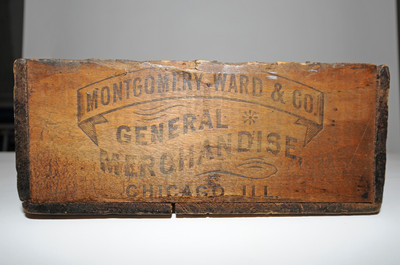 MONTGOMERY WARD & CO.
GENERAL
MERCHANDISE,
CHICAGO, ILL.